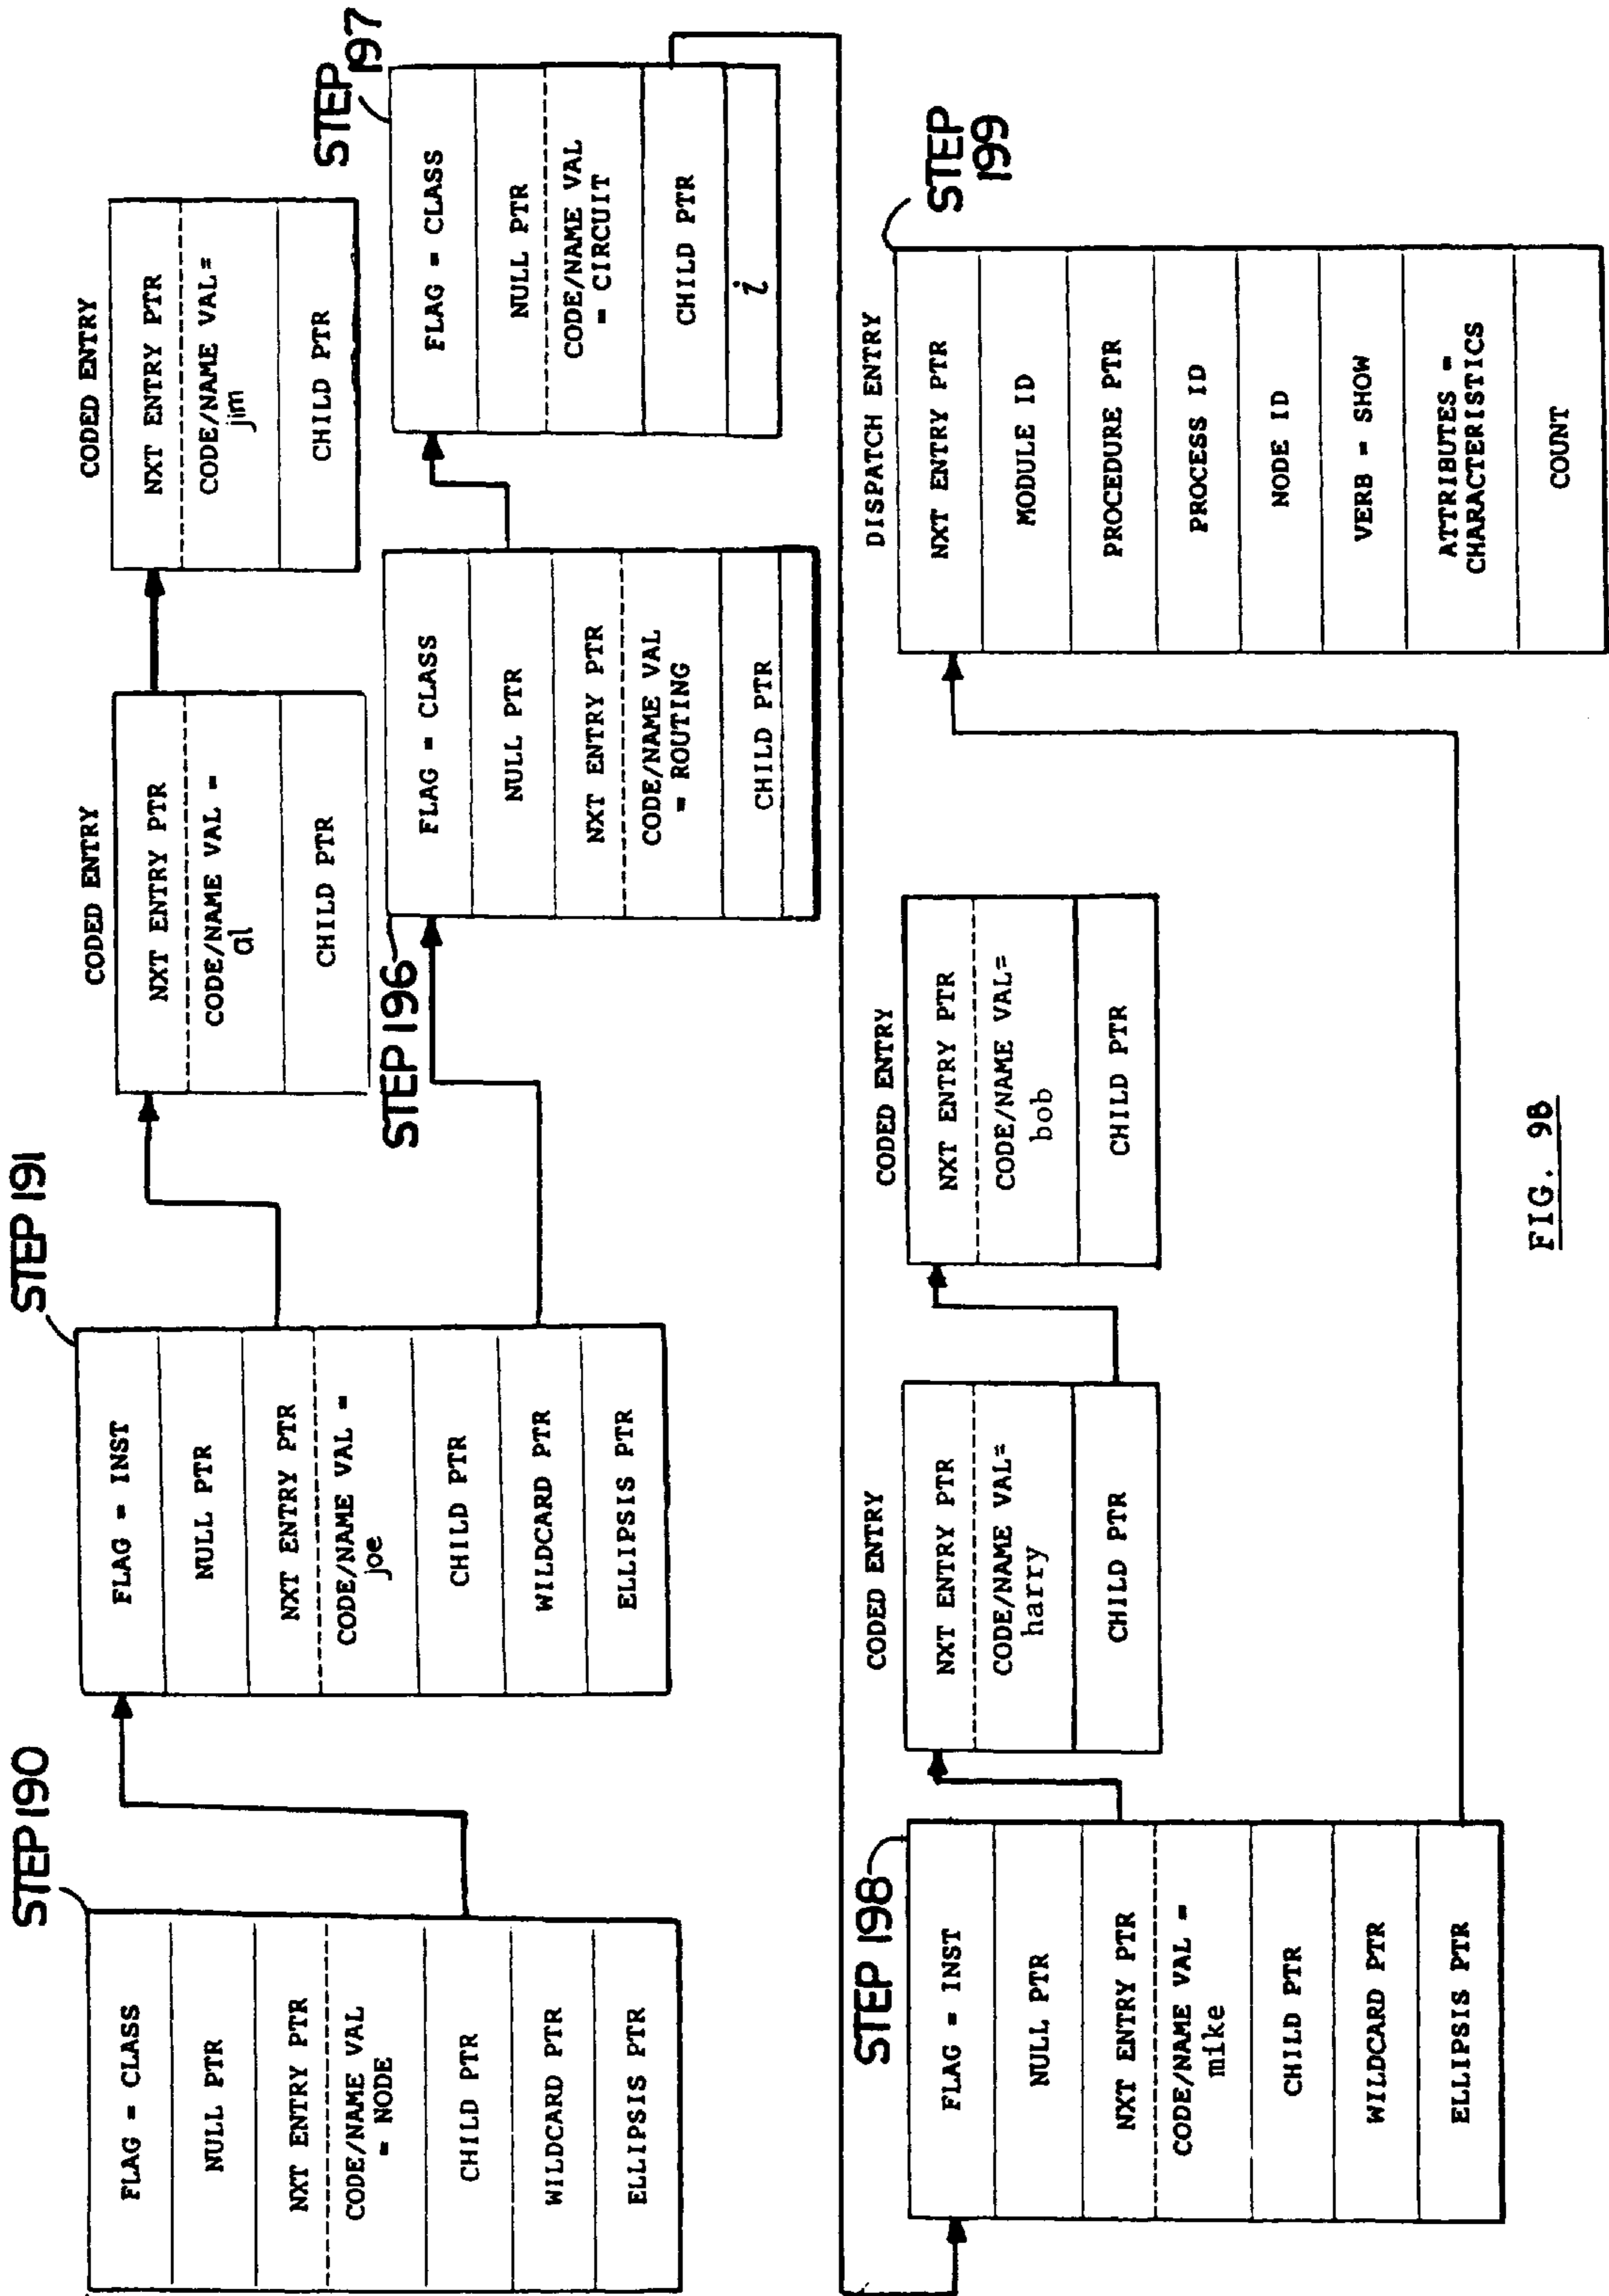 STEP 190
FLAG = CLASS
NULL PTR
NXT ENTRY PTR
CODE/NAME VAL
= NODE
CHILD PTR
WILDCARD PTR
ELLIPSIS PTR
STEP 191
FLAG = INST
NULL PTR
NXT ENTRY PTR
CODE/NAME VAL =
joe
CHILD PTR
WILDCARD PTR
ELLIPSIS PTR
CODED ENTRY
NXT ENTRY PTR
CODE/NAME VAL =
al
CHILD PTR
CODED ENTRY
NXT ENTRY PTR
CODE/NAME VAL=
jim
CHILD PTR
STEP 196
FLAG = CLASS
NULL PTR
NXT ENTRY PTR
CODE/NAME VAL
= ROUTING
CHILD PTR
STEP
197
FLAG = CLASS
NULL PTR
CODE/NAME VAL
= CIRCUIT
CHILD PTR
i
STEP 198
FLAG = INST
NULL PTR
NXT ENTRY PTR
CODE/NAME VAL =
mike
CHILD PTR
WILDCARD PTR
ELLIPSIS PTR
CODED ENTRY
NXT ENTRY PTR
CODE/NAME VAL=
harry
CHILD PTR
CODED ENTRY
NXT ENTRY PTR
CODE/NAME VAL=
bob
CHILD PTR
STEP
199
DISPATCH ENTRY
NXT ENTRY PTR
MODULE ID
PROCEDURE PTR
PROCESS ID
NODE ID
VERB = SHOW
ATTRIBUTES =
CHARACTERISTICS
COUNT
FIG. 9B